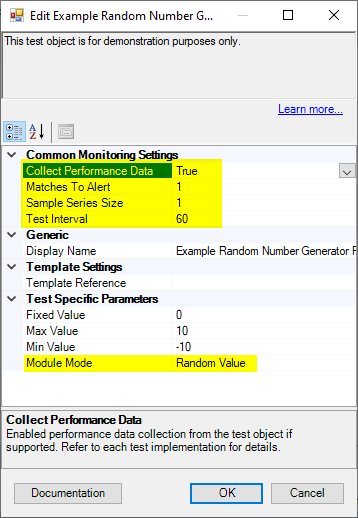 Edit Example Random Number G...
This test object is for demonstration purposes only.
Learn more...
Common Monitoring Settings
Collect Performance Data True
Matches To Alert 1
Sample Series Size 1
Test Interval 60
Generic
Display Name Example Random Number Generator
Template Settings
Template Reference
Test Specific Parameters
Fixed Value 0
Max Value 10
Min Value -10
Module Mode Random Value
Collect Performance Data
Enabled performance data collection from the test object if
supported. Refer to each test implementation for details.
Documentation OK Cancel